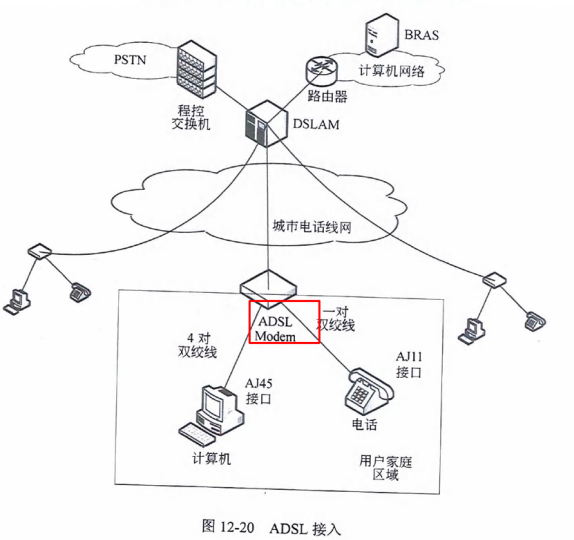 BRAS
PSTN
计算机网络
路由器
程控
交换机
DSLAM
城市电话线网
ADSL
Modem
一对
双绞线
4 对
双绞线
AJ45
接口
AJ11
接口
计算机
电话
用户家庭
区域
图 12-20 ADSL 接入